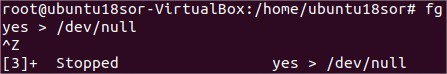 root@ubuntu18sor-VirtualBox:/home/ubuntu18sor# fg
yes > /dev/null
^Z
[3]+  Stopped                 yes > /dev/null